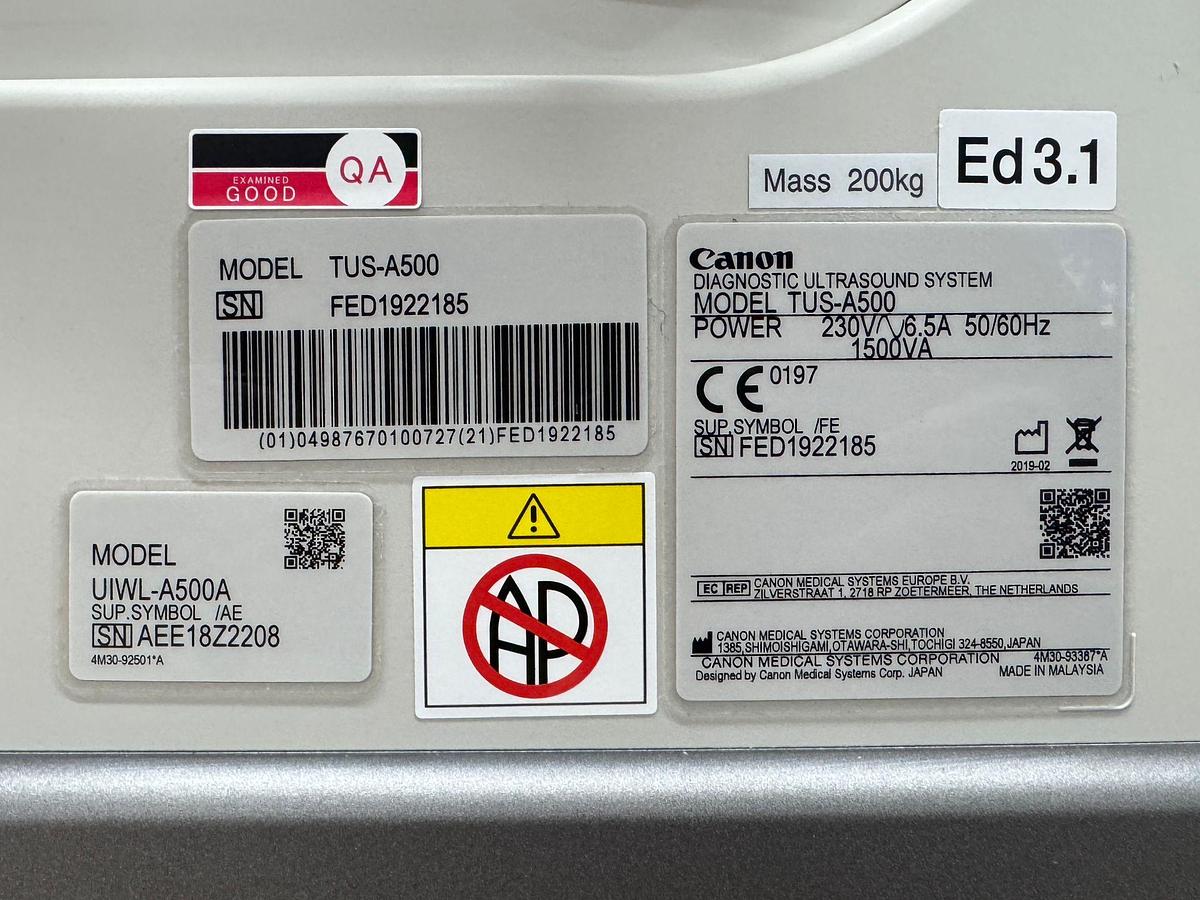 EXAMINED
GOOD
QA
Mass 200kg
Ed 3.1
MODEL TUS-A500
SN FED1922185
(01)04987670100727(21)FED1922185
MODEL
UIWL-A500A
SUP.SYMBOL /AE
SN AEE18Z2208
4M30-92501*A
AP
Canon
DIAGNOSTIC ULTRASOUND SYSTEM
MODEL TUS-A500
POWER 230V 6.5A 50/60Hz
1500VA
CE 0197
SUP.SYMBOL /FE
SN FED1922185
2019-02
EC REP CANON MEDICAL SYSTEMS EUROPE B.V.
ZILVERSTRAAT 1, 2718 RP ZOETERMEER, THE NETHERLANDS
CANON MEDICAL SYSTEMS CORPORATION
1385,SHIMOISHIGAMI,OTAWARA-SHI,TOCHIGI 324-8550,JAPAN
CANON MEDICAL SYSTEMS CORPORATION 4M30-93387*A
Designed by Canon Medical Systems Corp. JAPAN MADE IN MALAYSIA